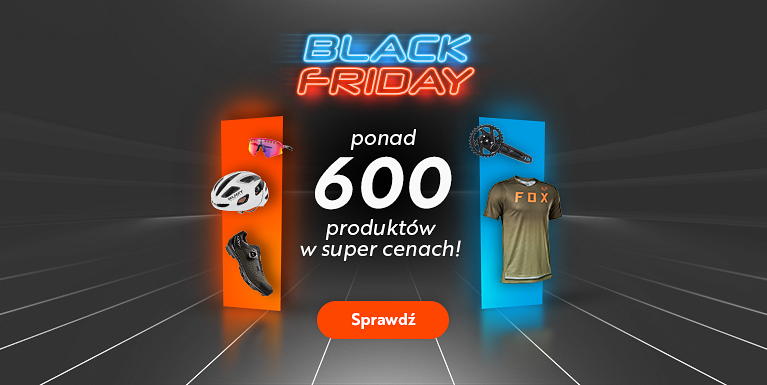 BLACK
FRIDAY
ponad
600
produktów
w super cenach!
FOX
Sprawdź